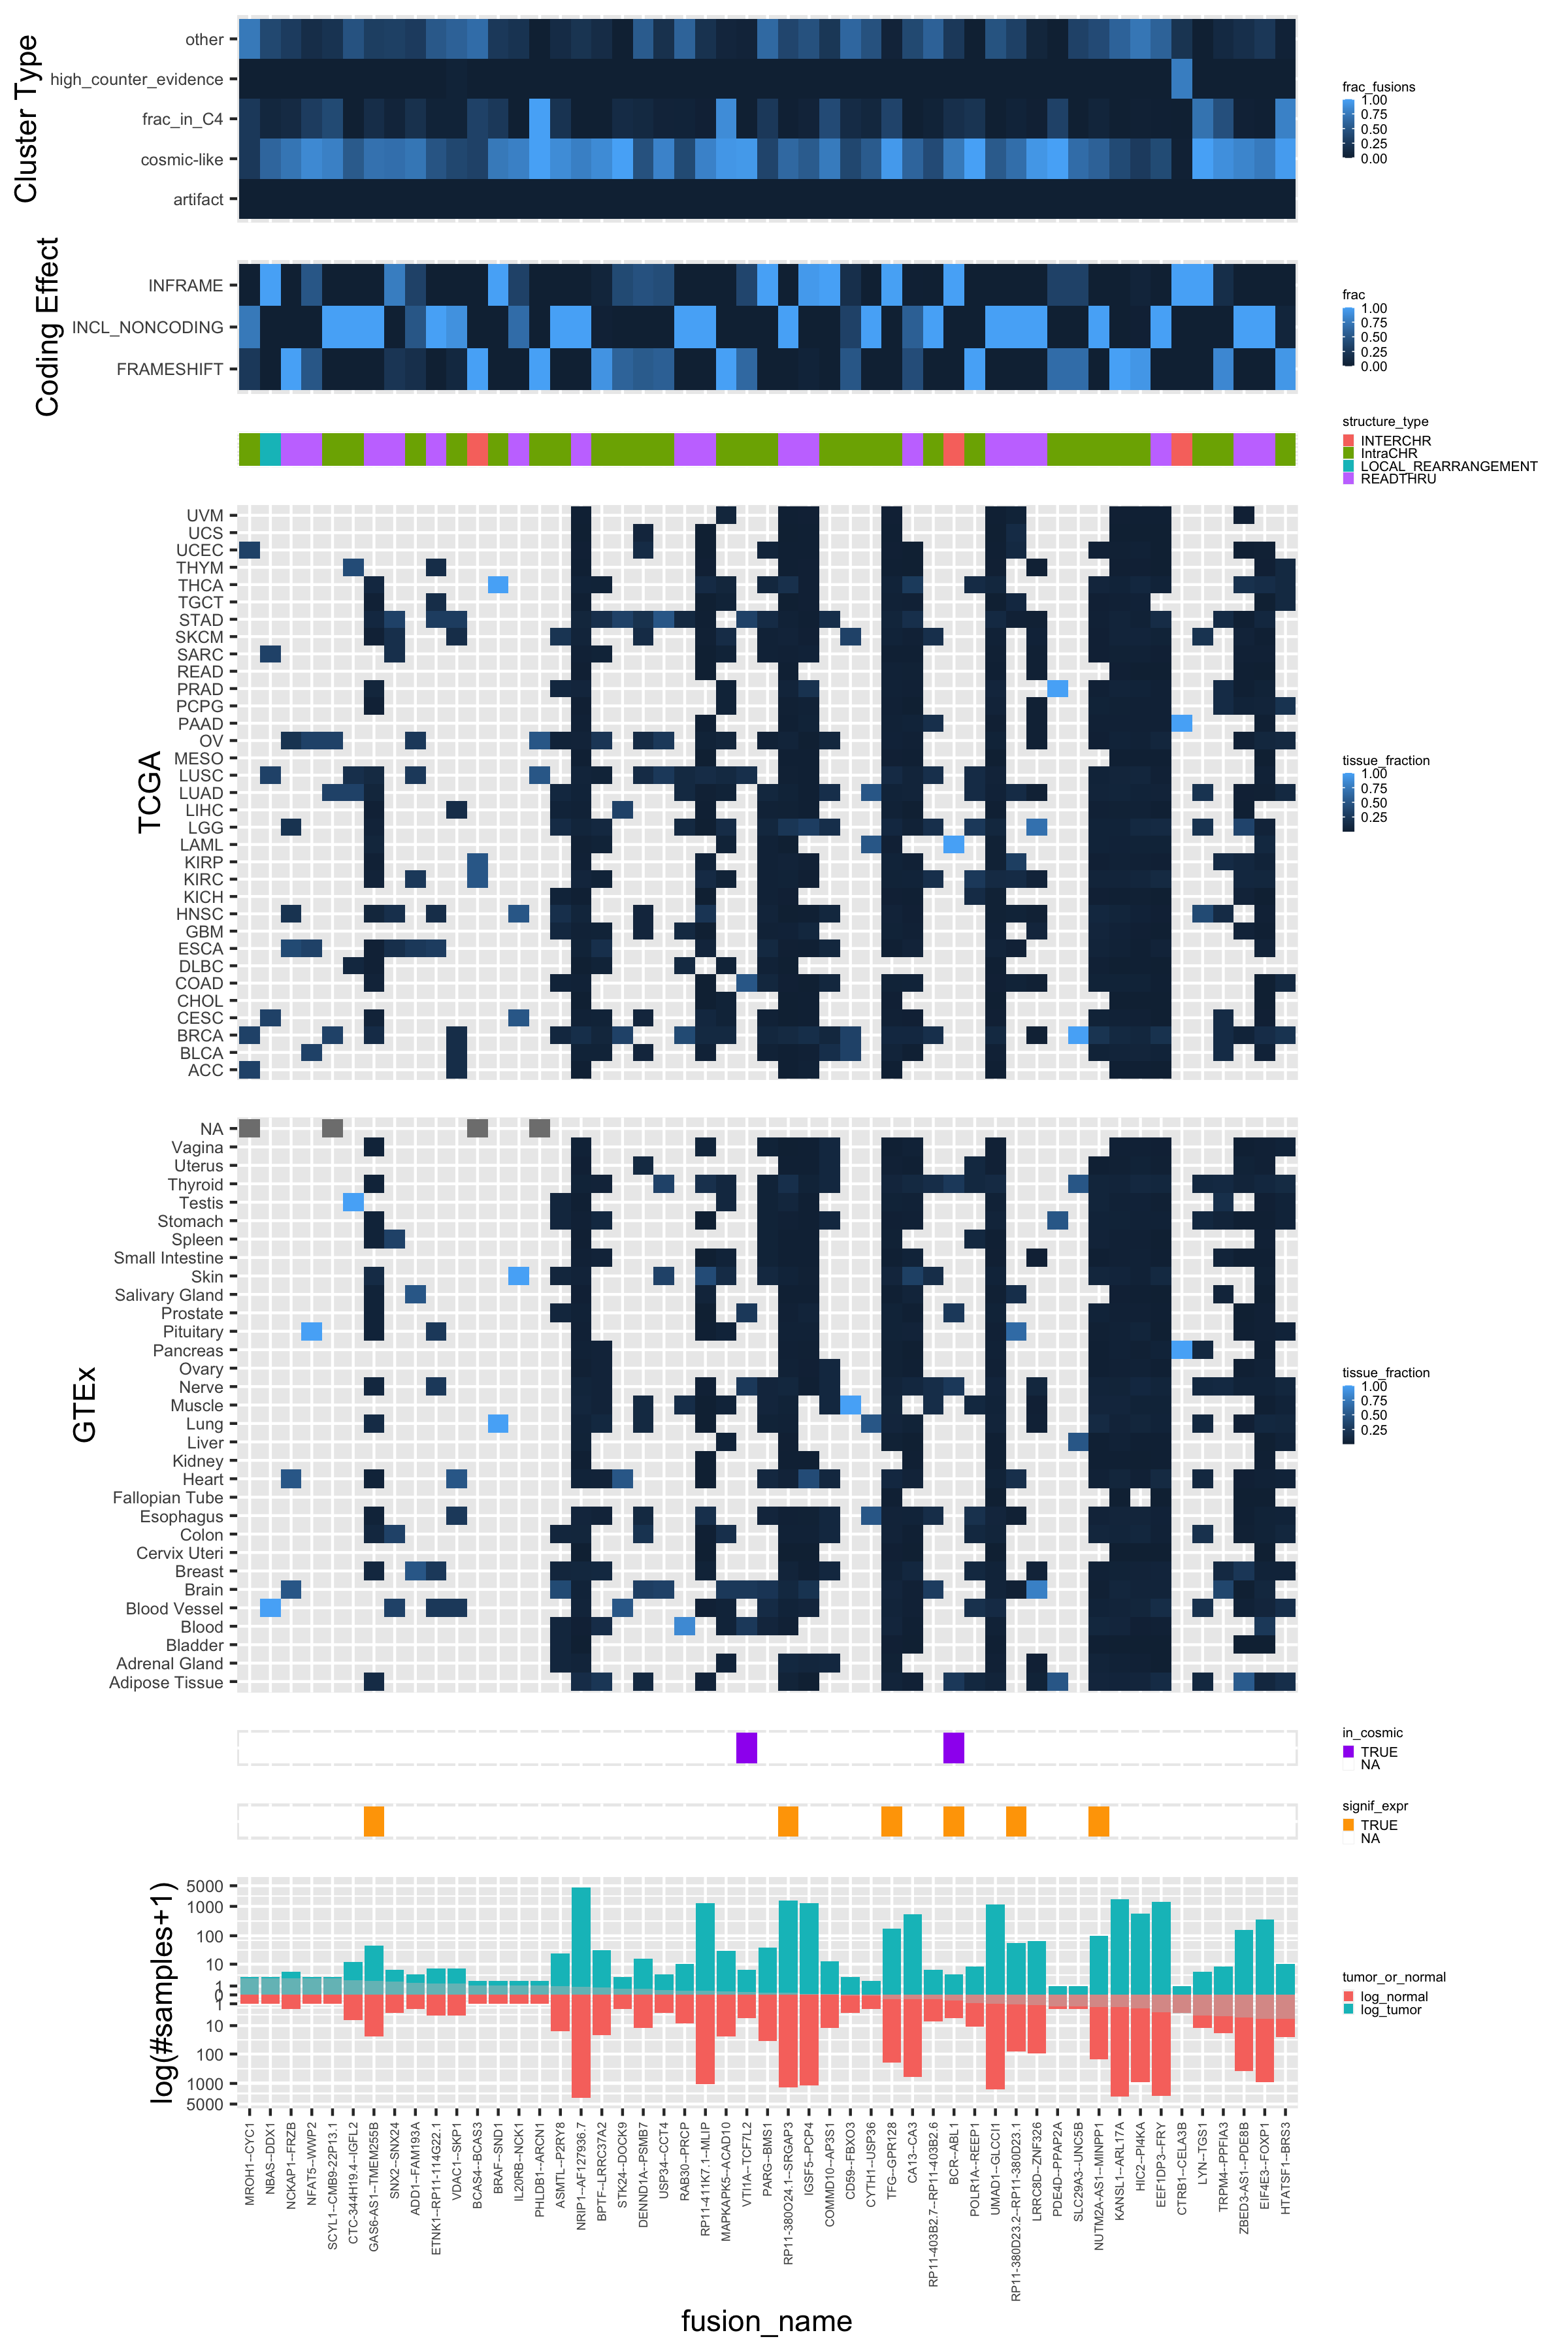 Cluster Type
other
high_counter_evidence
frac_in_C4
cosmic-like
artifact
frac_fusions
1.00
0.75
0.50
0.25
0.00
Coding Effect
INFRAME
INCL_NONCODING
FRAMESHIFT
frac
1.00
0.75
0.50
0.25
0.00
structure_type
INTERCHR
IntraCHR
LOCAL_REARRANGEMENT
READTHRU
TCGA
UVM
UCS
UCEC
THYM
THCA
TGCT
STAD
SKCM
SARC
READ
PRAD
PCPG
PAAD
OV
MESO
LUSC
LUAD
LIHC
LGG
LAML
KIRP
KIRC
KICH
HNSC
GBM
ESCA
DLBC
COAD
CHOL
CESC
BRCA
BLCA
ACC
tissue_fraction
1.00
0.75
0.50
0.25
GTEx
NA
Vagina
Uterus
Thyroid
Testis
Stomach
Spleen
Small Intestine
Skin
Salivary Gland
Prostate
Pituitary
Pancreas
Ovary
Nerve
Muscle
Lung
Liver
Kidney
Heart
Fallopian Tube
Esophagus
Colon
Cervix Uteri
Breast
Brain
Blood Vessel
Blood
Bladder
Adrenal Gland
Adipose Tissue
tissue_fraction
1.00
0.75
0.50
0.25
in_cosmic
TRUE
NA
signif_expr
TRUE
NA
log(#samples+1)
5000
1000
100
10
1
0
1
10
100
1000
5000
tumor_or_normal
log_normal
log_tumor
MROH1--CYC1
NBAS--DDX1
NCKAP1--FRZB
NFAT5--WWP2
SCYL1--CMB9-22P13.1
CTC-344H19.4--IGFL2
GAS6-AS1--TMEM255B
SNX2--SNX24
ADD1--FAM193A
ETNK1--RP11-114G22.1
VDAC1--SKP1
BCAS4--BCAS3
BRAF--SND1
IL20RB--NCK1
PHLDB1--ARCN1
ASMTL--P2RY8
NRIP1--AF127936.7
BPTF--LRRC37A2
STK24--DOCK9
DENND1A--PSMB7
USP34--CCT4
RAB30--PRCP
RP11-411K7.1--MLIP
MAPKAPK5--ACAD10
VTI1A--TCF7L2
PARG--BMS1
RP11-380O24.1--SRGAP3
IGSF5--PCP4
COMMD10--AP3S1
CD59--FBXO3
CYTH1--USP36
TFG--GPR128
CA13--CA3
RP11-403B2.7--RP11-403B2.6
BCR--ABL1
POLR1A--REEP1
UMAD1--GLCCI1
RP11-380D23.2--RP11-380D23.1
LRRC8D--ZNF326
PDE4D--PPAP2A
SLC29A3--UNC5B
NUTM2A-AS1--MINPP1
KANSL1--ARL17A
HIC2--PI4KA
EEF1DP3--FRY
CTRB1--CELA3B
LYN--TGS1
TRPM4--PPFIA3
ZBED3-AS1--PDE8B
EIF4E3--FOXP1
HTATSF1--BRS3
fusion_name